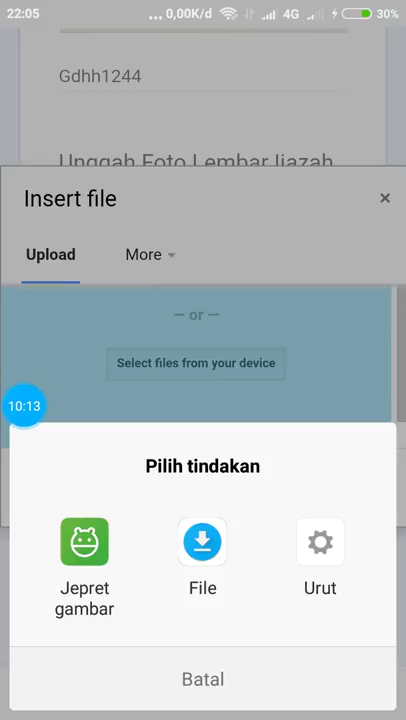 22:05 ... 0,00K/d 4G 30%
Gdhh1244
Unggah Foto Lembar Ijazah
Insert file ×
Upload More
— or —
Select files from your device
10:13
Pilih tindakan
Jepret gambar
File
Urut
Batal